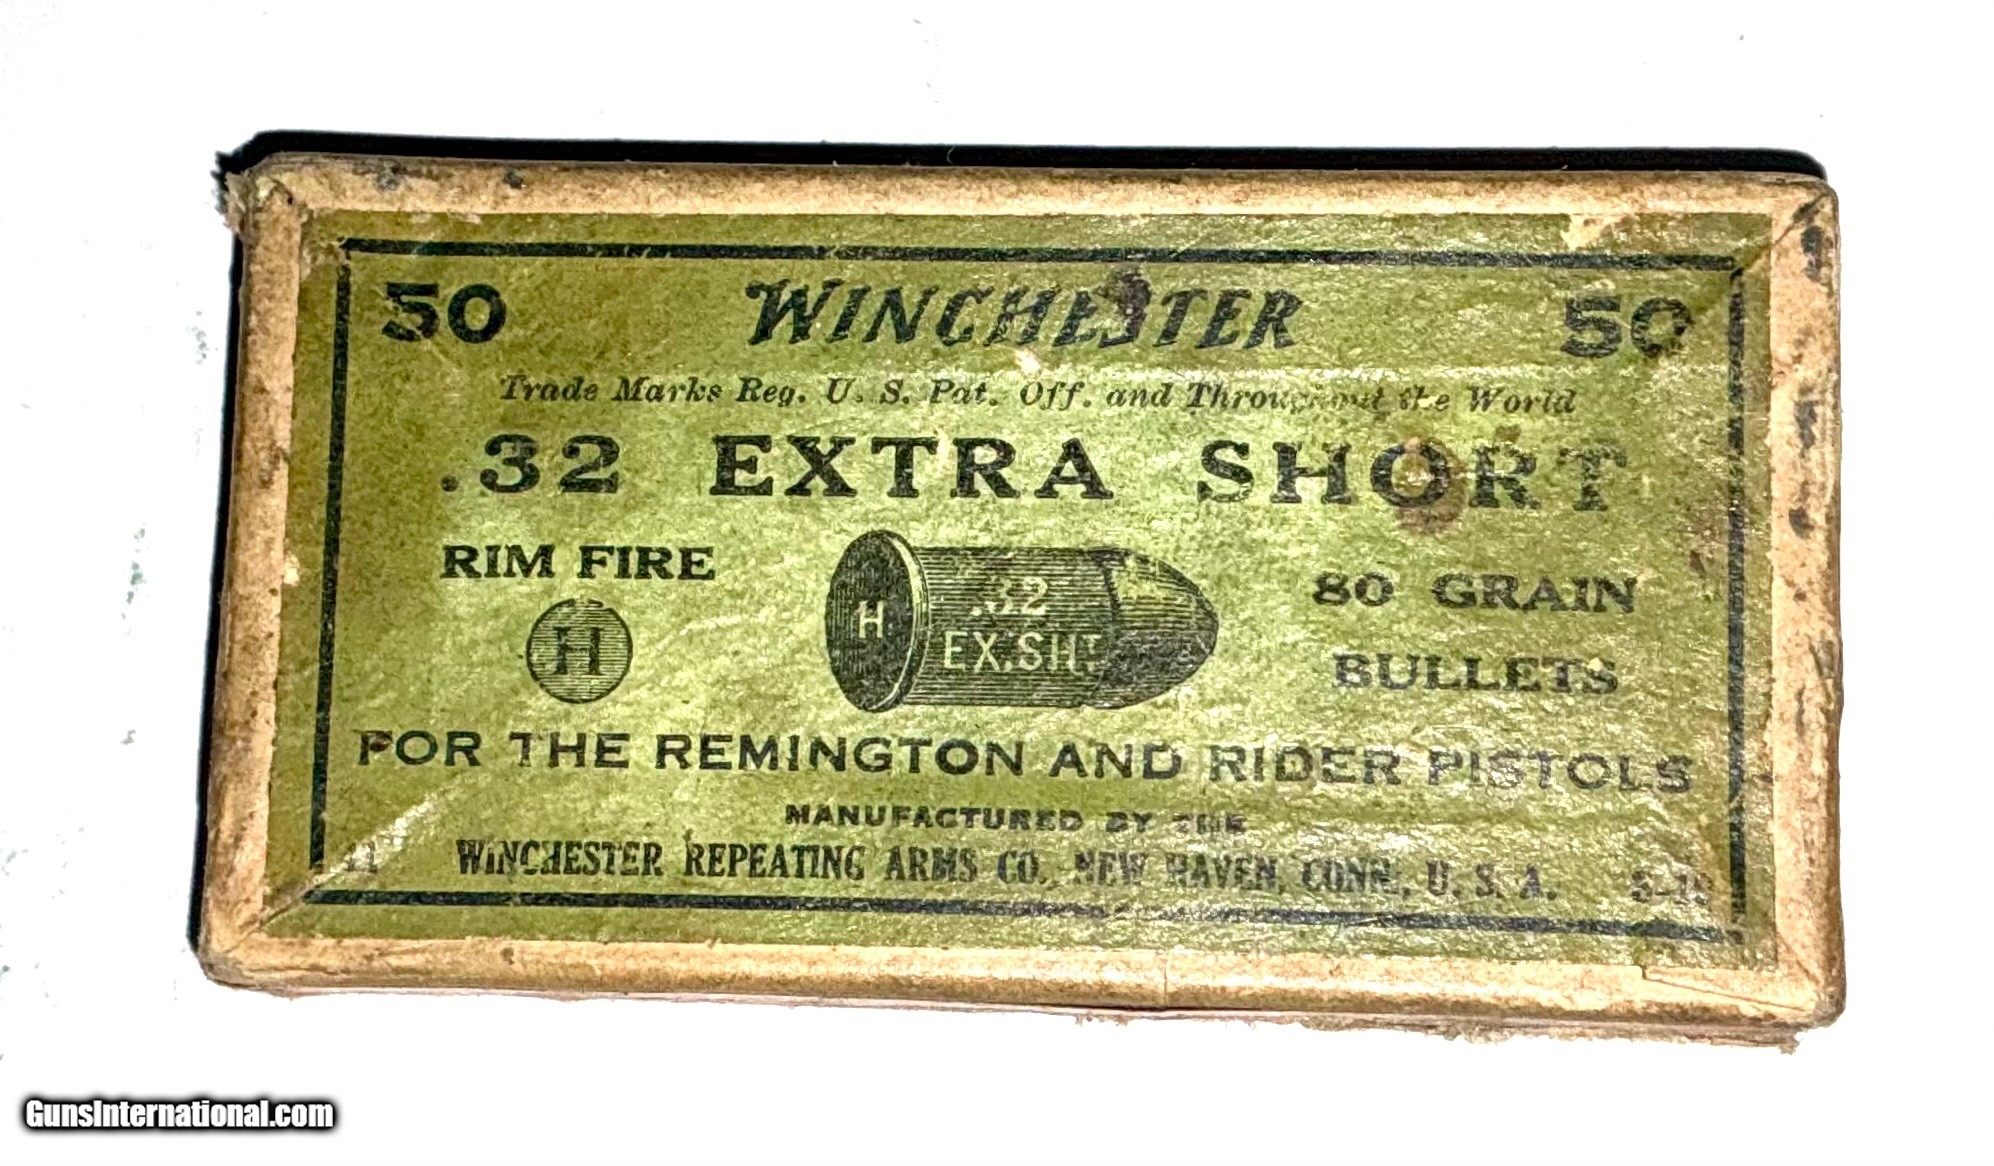 50 WINCHESTER 50
Trade Marks Reg. U. S. Pat. Off. and Throughout the World
.32 EXTRA SHORT
RIM FIRE
H
H
.32
EX.SHT
80 GRAIN
BULLETS
FOR THE REMINGTON AND RIDER PISTOLS
MANUFACTURED BY THE
WINCHESTER REPEATING ARMS CO., NEW HAVEN, CONN., U. S. A.
GunsInternational.com